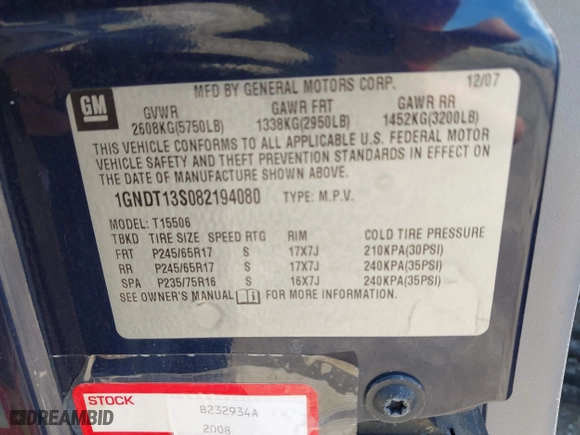 GM
MFD BY GENERAL MOTORS CORP. 12/07
GVWR GAWR FRT GAWR RR
2608KG(5750LB) 1338KG(2950LB) 1452KG(3200LB)
THIS VEHICLE CONFORMS TO ALL APPLICABLE U.S. FEDERAL MOTOR
VEHICLE SAFETY AND THEFT PREVENTION STANDARDS IN EFFECT ON
THE DATE OF MANUFACTURE SHOWN ABOVE.
1GNDT13S082194080 TYPE: M.P.V.
MODEL: T15506
TBKD TIRE SIZE SPEED RTG RIM COLD TIRE PRESSURE
FRT P245/65R17 S 17X7J 210KPA(30PSI)
RR P245/65R17 S 17X7J 240KPA(35PSI)
SPA P235/75R16 S 16X7J 240KPA(35PSI)
SEE OWNER'S MANUAL FOR MORE INFORMATION.
STOCK B232934A
2008
DREAMBID